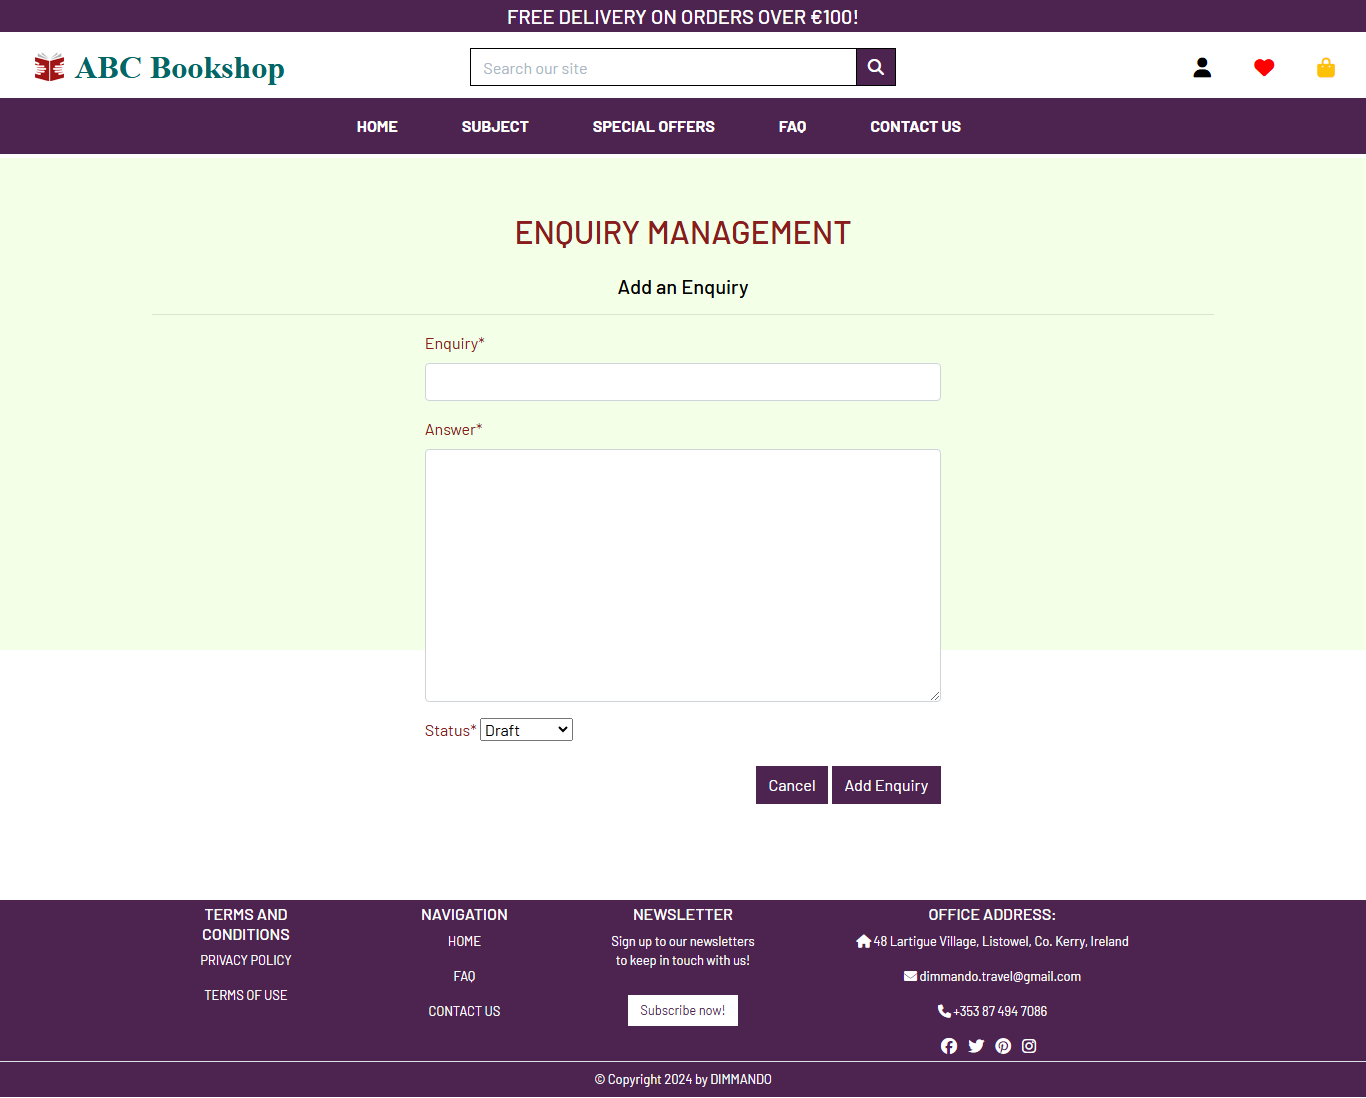 FREE DELIVERY ON ORDERS OVER €100!
ABC Bookshop
Search our site
HOME SUBJECT SPECIAL OFFERS FAQ CONTACT US
ENQUIRY MANAGEMENT
Add an Enquiry
Enquiry*
Answer*
Status* Draft
Cancel Add Enquiry
TERMS AND
CONDITIONS
PRIVACY POLICY
TERMS OF USE
NAVIGATION
HOME
FAQ
CONTACT US
NEWSLETTER
Sign up to our newsletters
to keep in touch with us!
Subscribe now!
OFFICE ADDRESS:
48 Lartigue Village, Listowel, Co. Kerry, Ireland
dimmando.travel@gmail.com
+353 87 494 7086
© Copyright 2024 by DIMMANDO